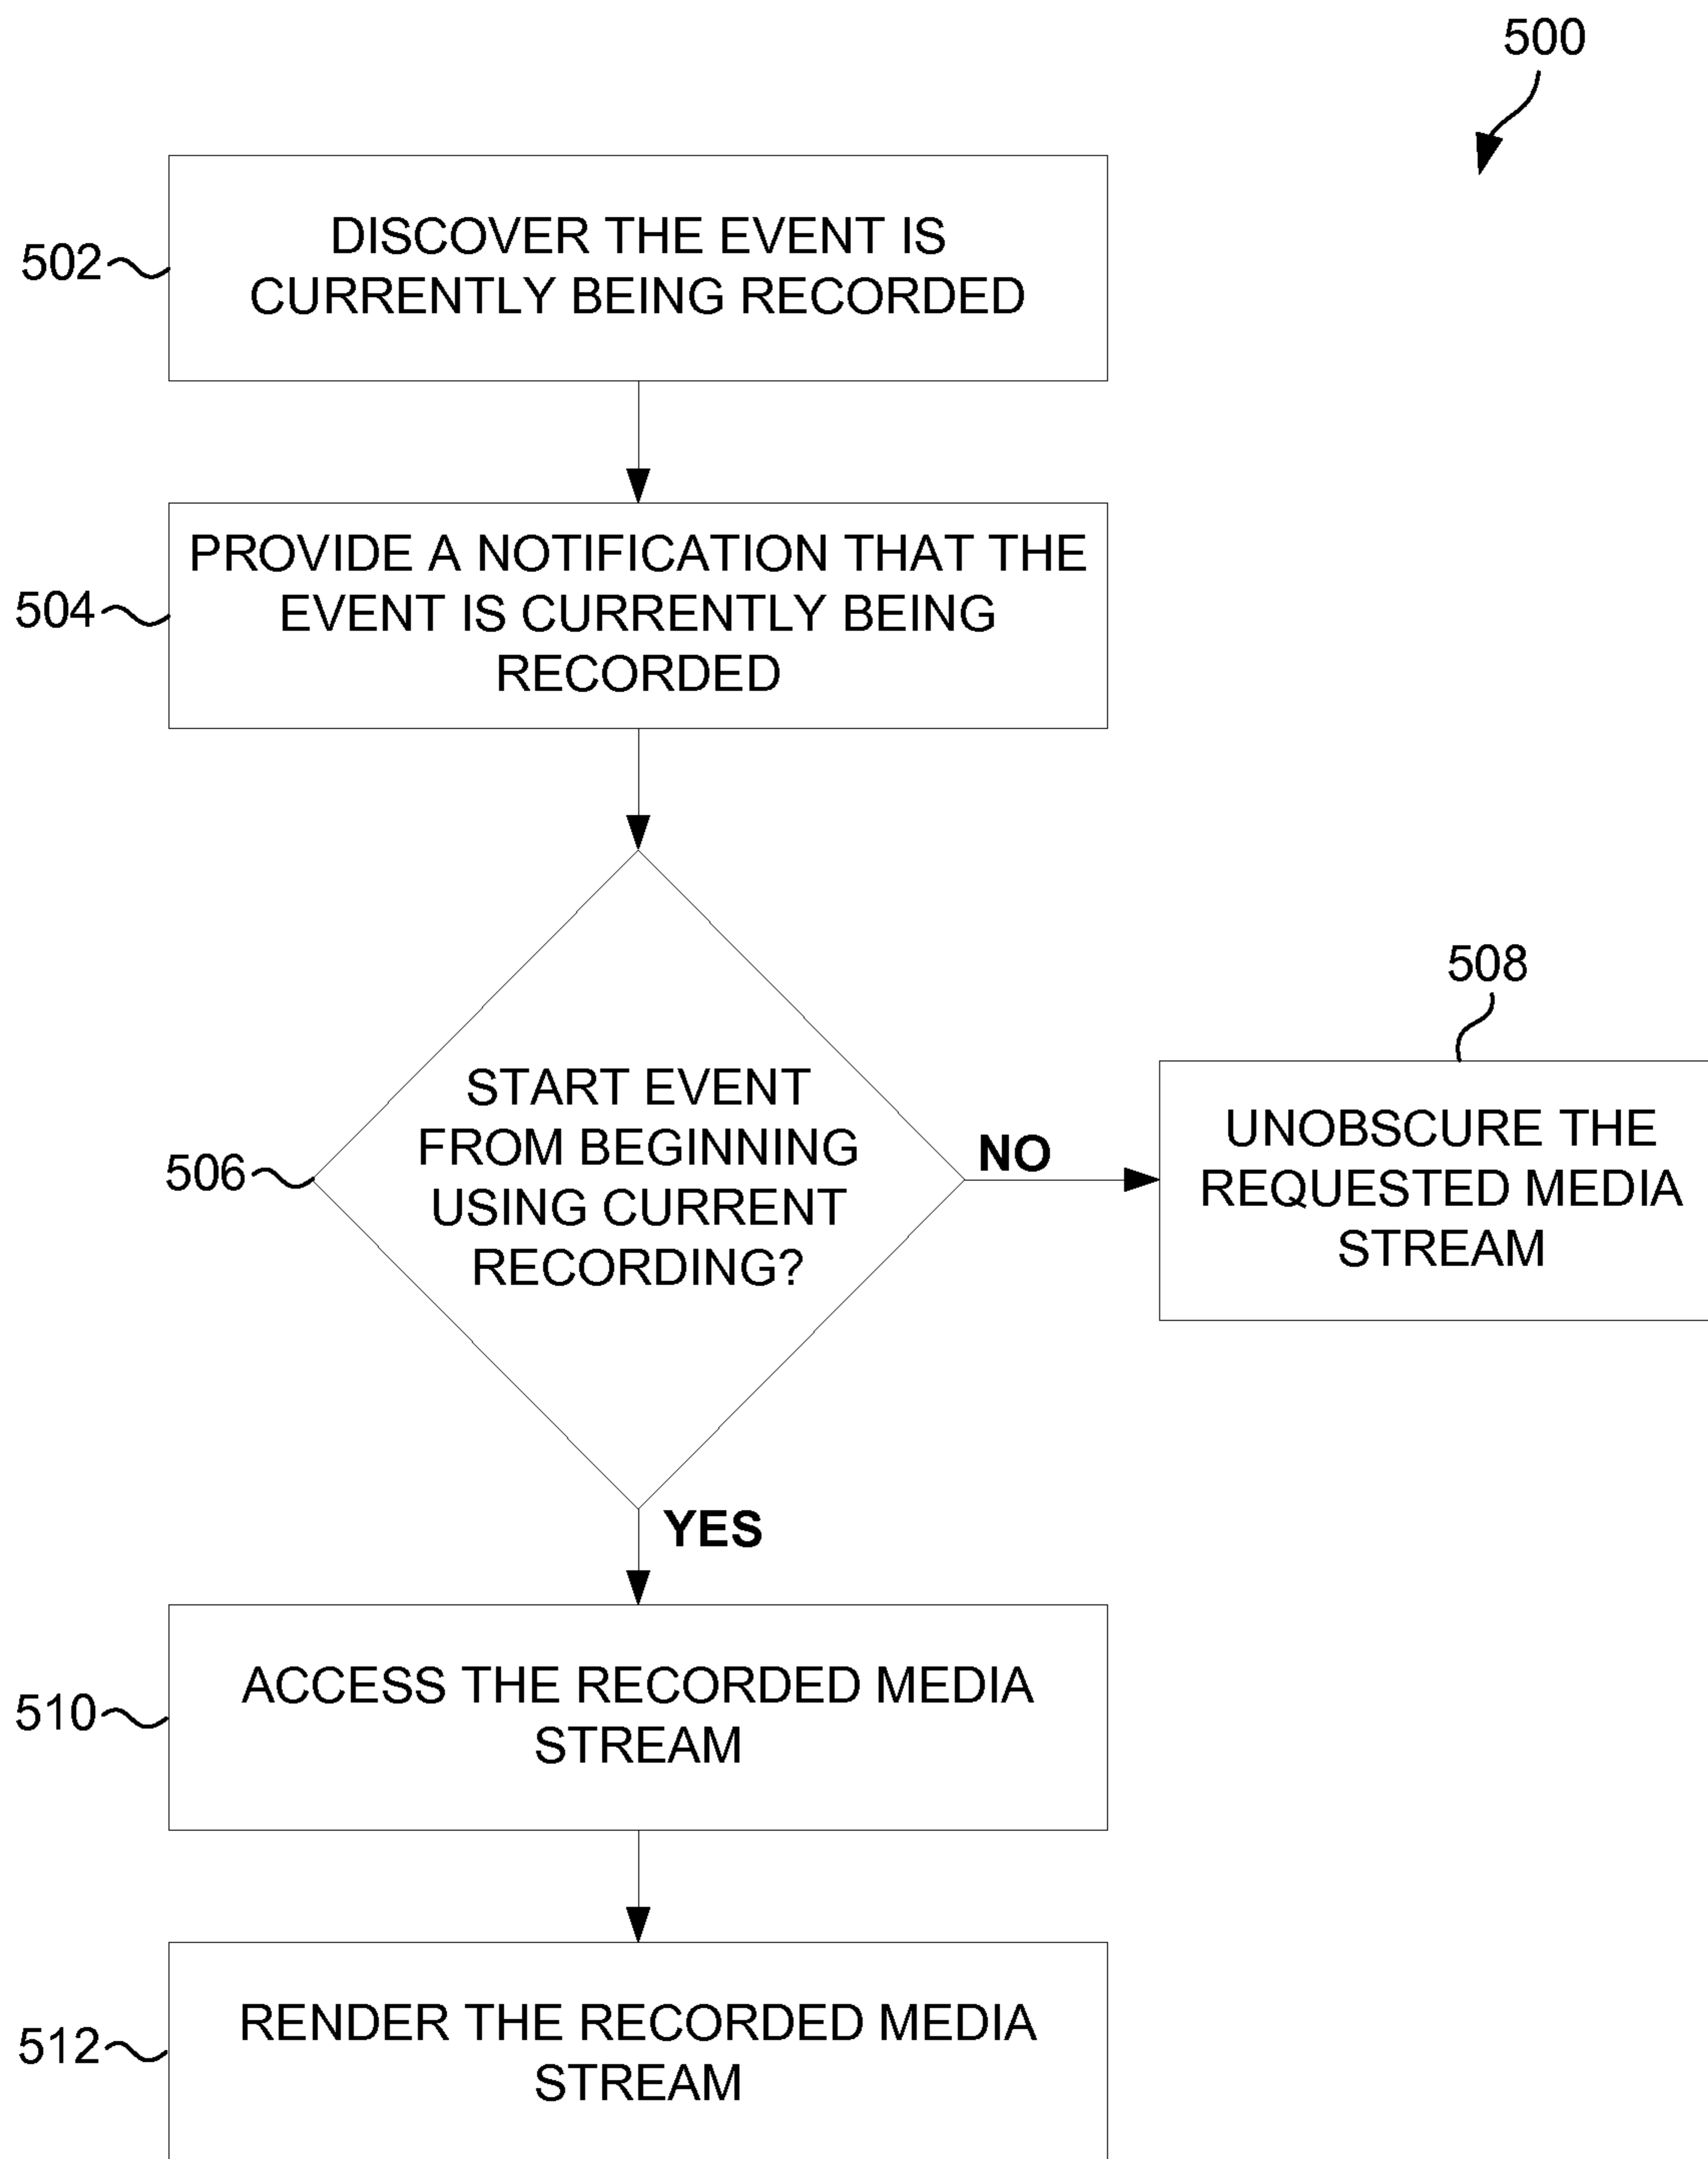 500
502
DISCOVER THE EVENT IS
CURRENTLY BEING RECORDED
504
PROVIDE A NOTIFICATION THAT THE
EVENT IS CURRENTLY BEING
RECORDED
506
START EVENT
FROM BEGINNING
USING CURRENT
RECORDING?
NO
508
UNOBSCURE THE
REQUESTED MEDIA
STREAM
YES
510
ACCESS THE RECORDED MEDIA
STREAM
512
RENDER THE RECORDED MEDIA
STREAM